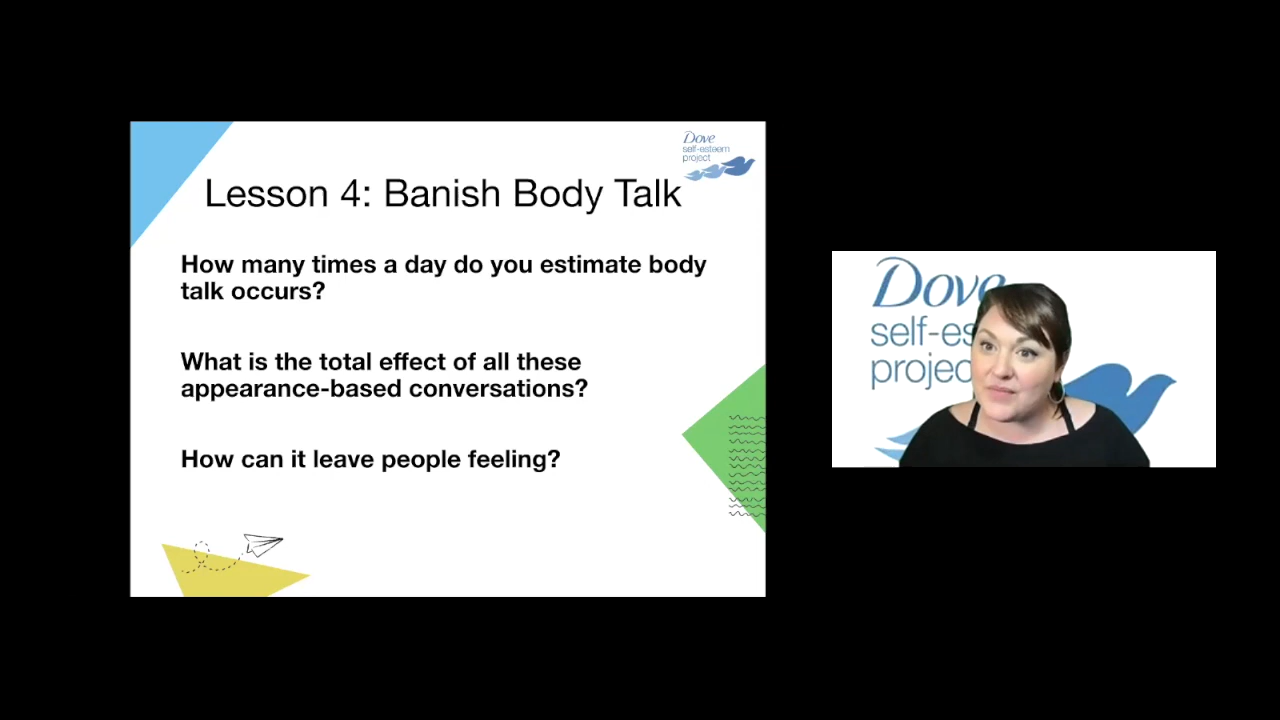 Dove
self-esteem
project
Lesson 4: Banish Body Talk
How many times a day do you estimate body
talk occurs?
What is the total effect of all these
appearance-based conversations?
How can it leave people feeling?
Dove
self-es
projec